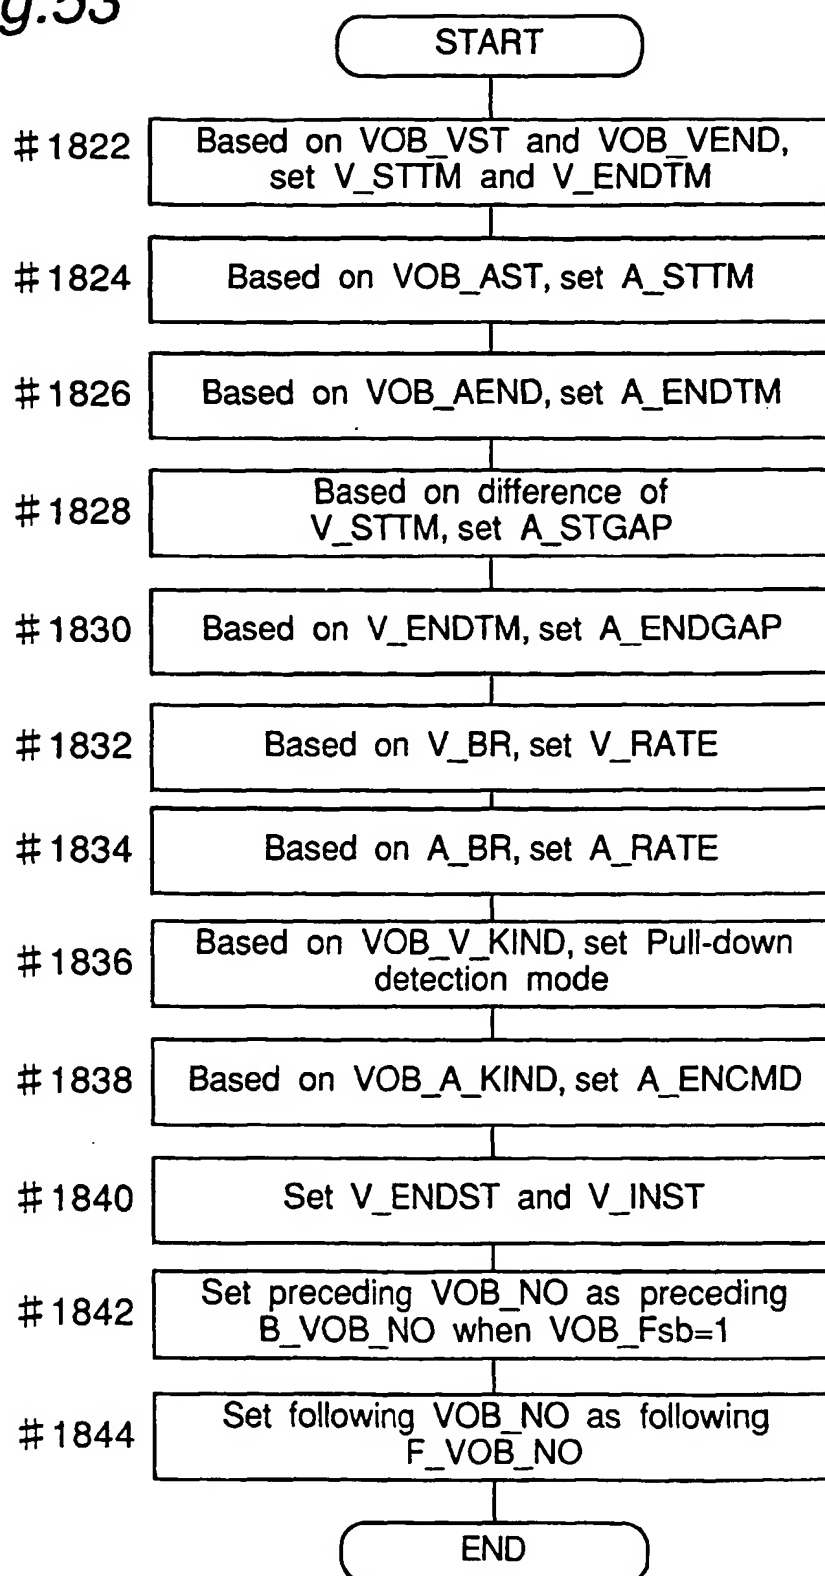 g.53
START
#1822
Based on VOB_VST and VOB_VEND,
set V_STTM and V_ENDTM
#1824
Based on VOB_AST, set A_STTM
#1826
Based on VOB_AEND, set A_ENDTM
#1828
Based on difference of
V_STTM, set A_STGAP
#1830
Based on V_ENDTM, set A_ENDGAP
#1832
Based on V_BR, set V_RATE
#1834
Based on A_BR, set A_RATE
#1836
Based on VOB_V_KIND, set Pull-down
detection mode
#1838
Based on VOB_A_KIND, set A_ENCMD
#1840
Set V_ENDST and V_INST
#1842
Set preceding VOB_NO as preceding
B_VOB_NO when VOB_Fsb=1
#1844
Set following VOB_NO as following
F_VOB_NO
END